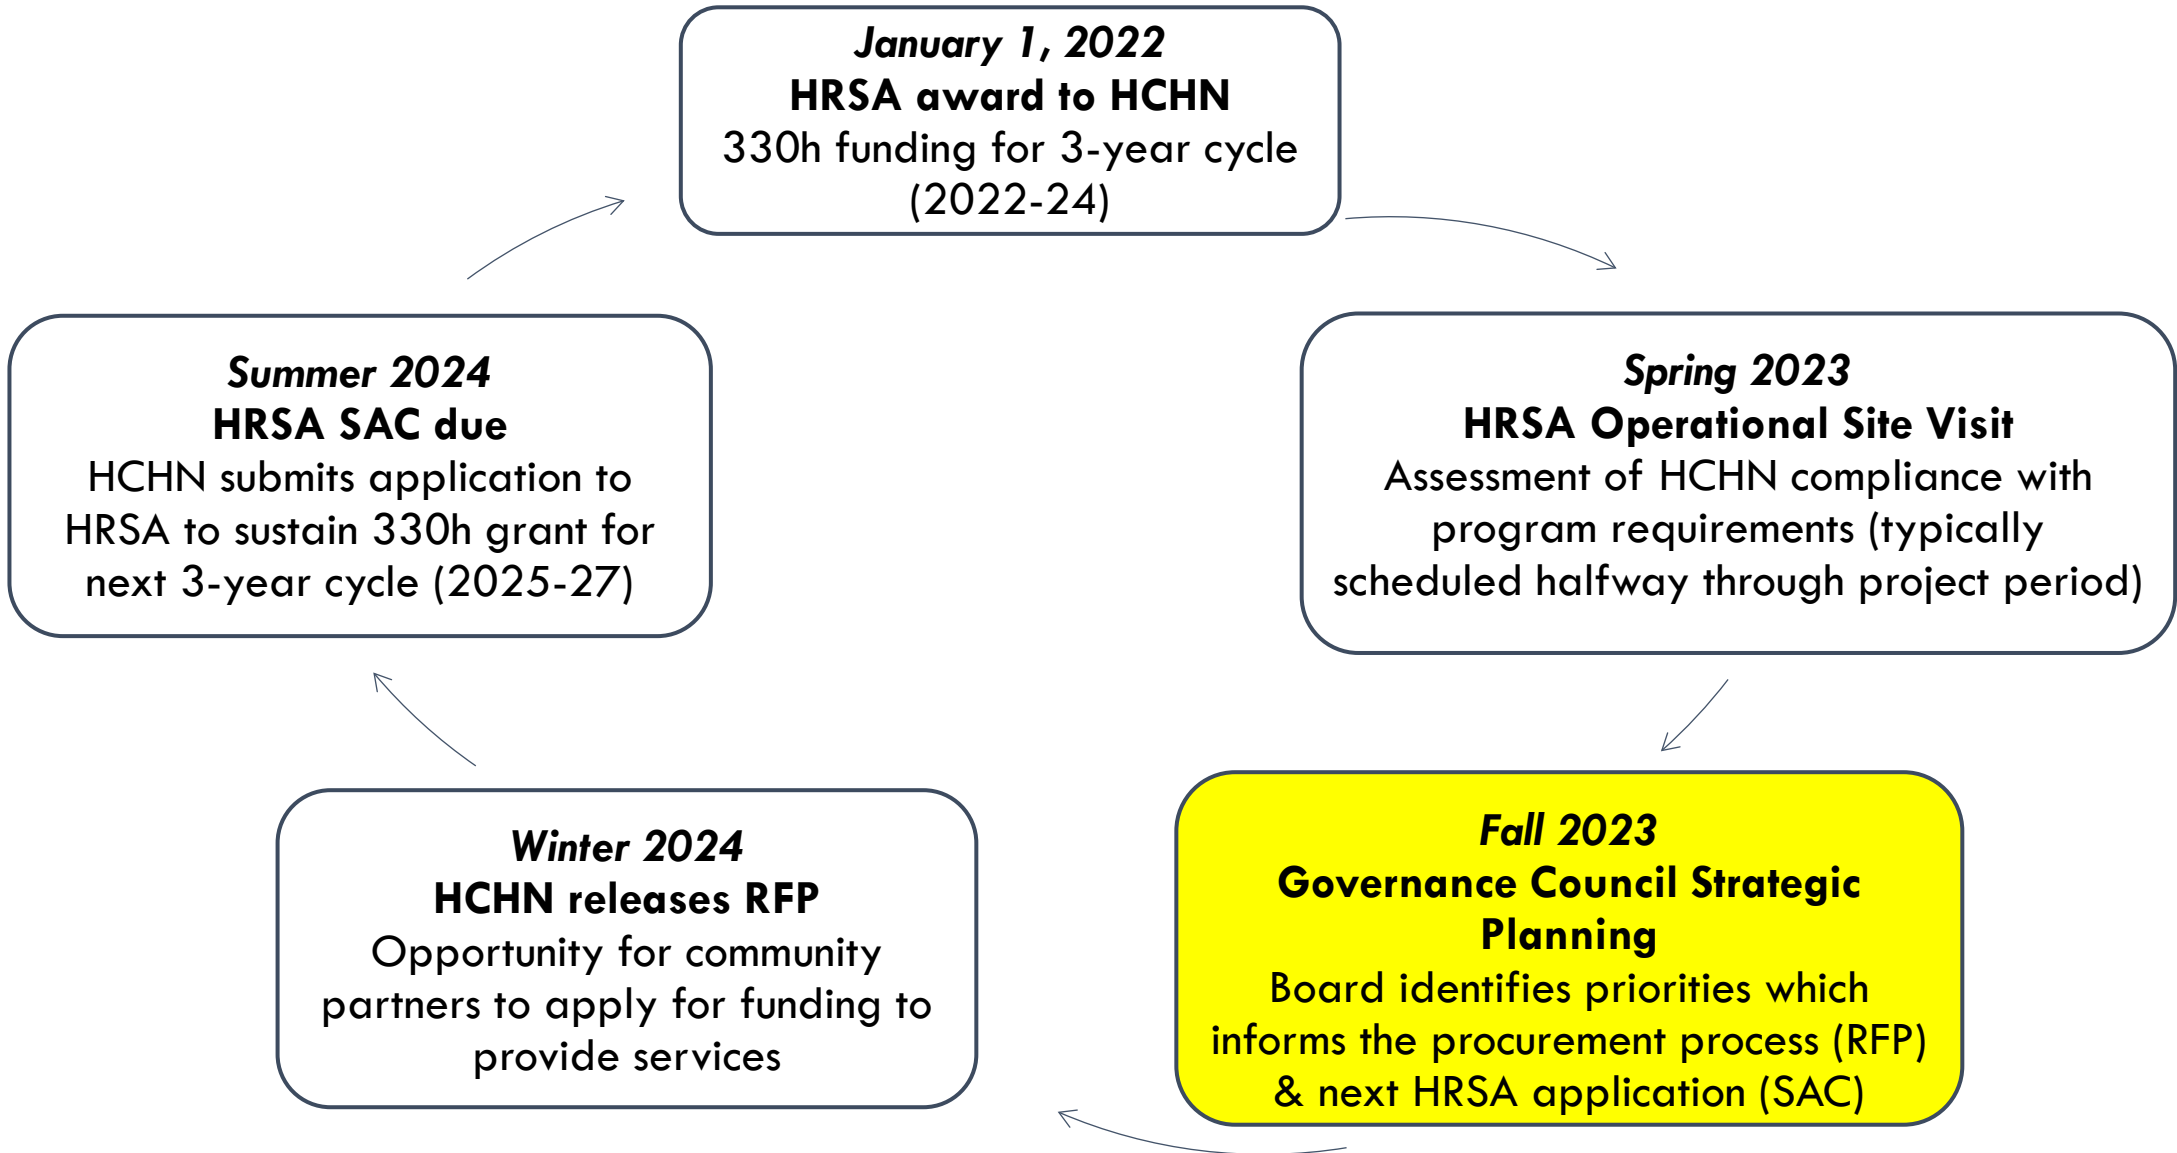 January 1, 2022
HRSA award to HCHN
330h funding for 3-year cycle
(2022-24)
Spring 2023
HRSA Operational Site Visit
Assessment of HCHN compliance with
program requirements (typically
scheduled halfway through project period)
Fall 2023
Governance Council Strategic
Planning
Board identifies priorities which
informs the procurement process (RFP)
& next HRSA application (SAC)
Winter 2024
HCHN releases RFP
Opportunity for community
partners to apply for funding to
provide services
Summer 2024
HRSA SAC due
HCHN submits application to
HRSA to sustain 330h grant for
next 3-year cycle (2025-27)